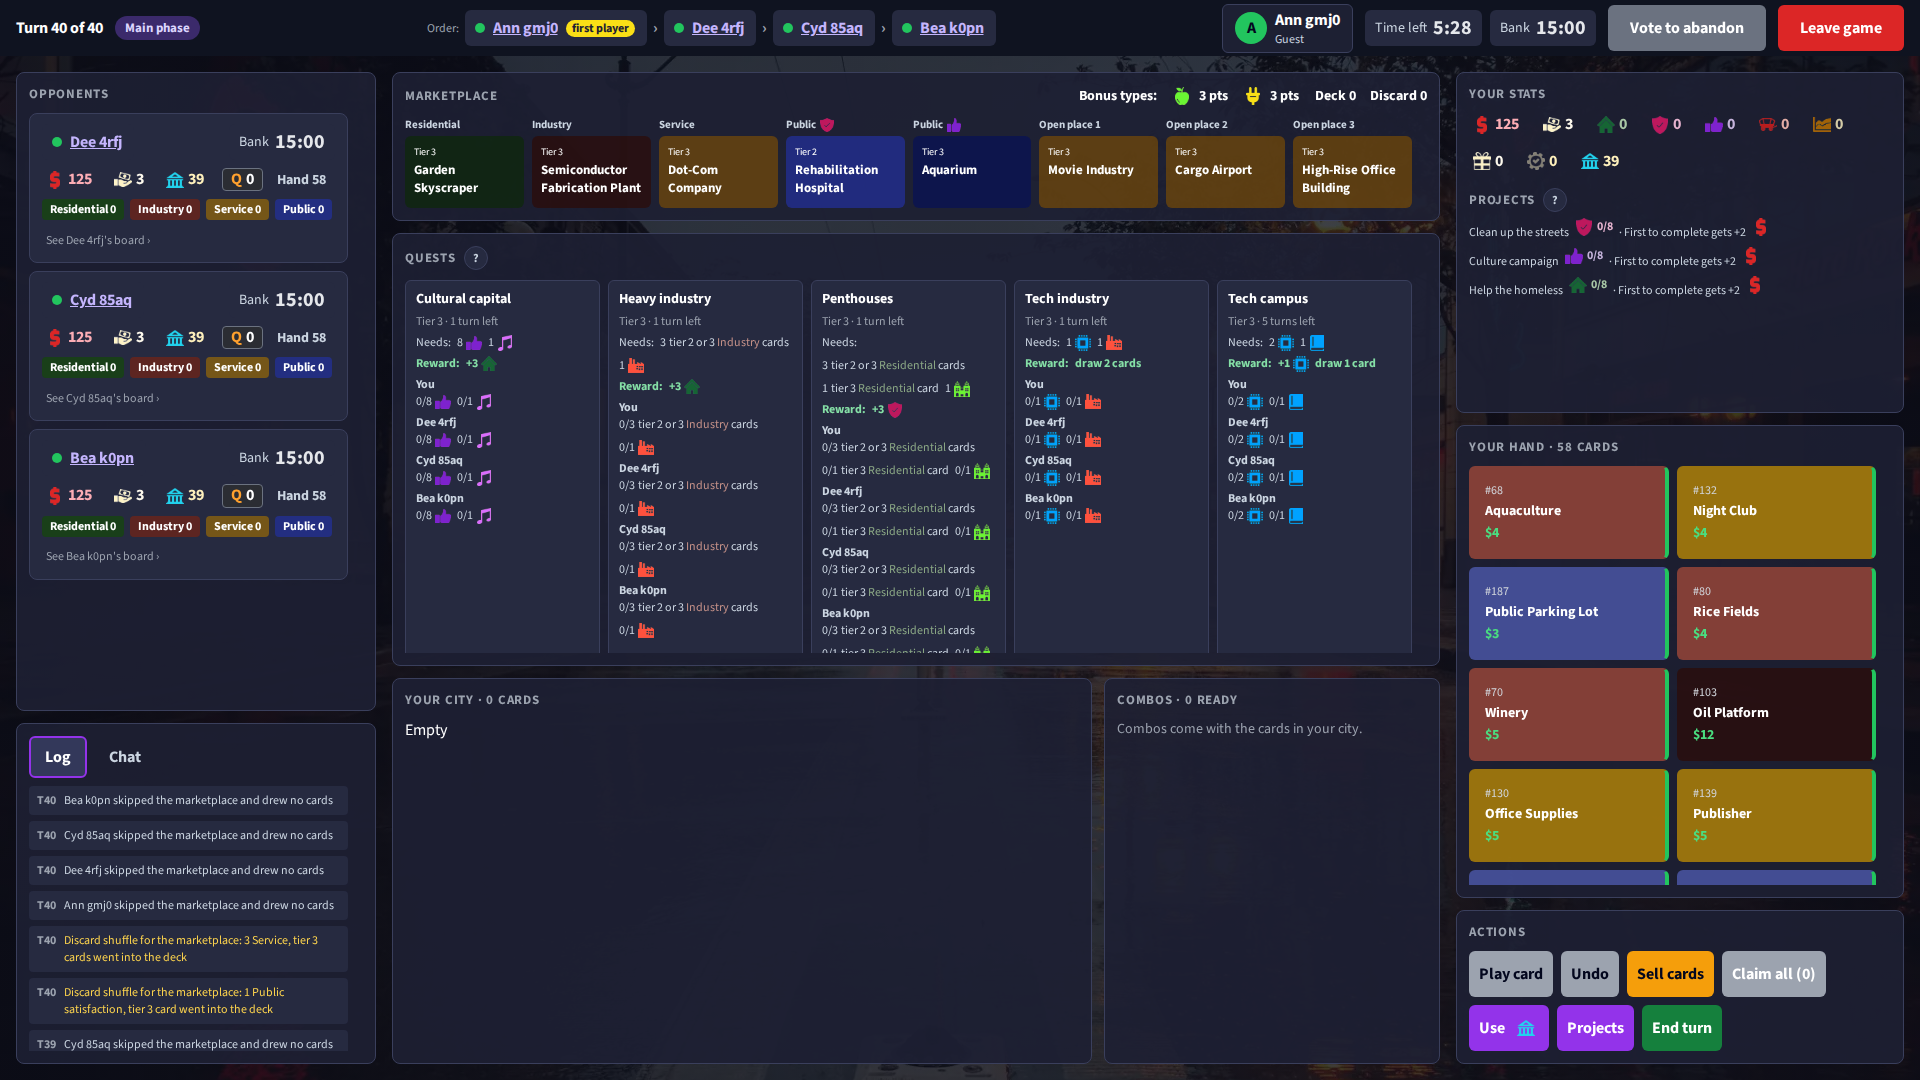 Turn 40 of 40 Main phase Order: Ann gmj0 first player › Dee 4rfj › Cyd 85aq › Bea k0pn A Ann gmj0 Guest Time left 5:28 Bank 15:00 Vote to abandon Leave game
OPPONENTS
Dee 4rfj Bank 15:00
125 3 39 Q 0 Hand 58
Residential 0 Industry 0 Service 0 Public 0
See Dee 4rfj's board ›
Cyd 85aq Bank 15:00
125 3 39 Q 0 Hand 58
Residential 0 Industry 0 Service 0 Public 0
See Cyd 85aq's board ›
Bea k0pn Bank 15:00
125 3 39 Q 0 Hand 58
Residential 0 Industry 0 Service 0 Public 0
See Bea k0pn's board ›
Log Chat
T40 Bea k0pn skipped the marketplace and drew no cards
T40 Cyd 85aq skipped the marketplace and drew no cards
T40 Dee 4rfj skipped the marketplace and drew no cards
T40 Ann gmj0 skipped the marketplace and drew no cards
T40 Discard shuffle for the marketplace: 3 Service, tier 3
cards went into the deck
T40 Discard shuffle for the marketplace: 1 Public
satisfaction, tier 3 card went into the deck
T39 Cyd 85aq skipped the marketplace and drew no cards
MARKETPLACE Bonus types: 3 pts 3 pts Deck 0 Discard 0
Residential Industry Service Public Public Open place 1 Open place 2 Open place 3
Tier 3 Tier 3 Tier 3 Tier 2 Tier 3 Tier 3 Tier 3 Tier 3
Garden Semiconductor Dot-Com Rehabilitation Aquarium Movie Industry Cargo Airport High-Rise Office
Skyscraper Fabrication Plant Company Hospital Building
QUESTS ?
Cultural capital
Tier 3 · 1 turn left
Needs: 8 1
Reward: +3
You
0/8 0/1
Dee 4rfj
0/8 0/1
Cyd 85aq
0/8 0/1
Bea k0pn
0/8 0/1
Heavy industry
Tier 3 · 1 turn left
Needs: 3 tier 2 or 3 Industry cards
1
Reward: +3
You
0/3 tier 2 or 3 Industry cards
0/1
Dee 4rfj
0/3 tier 2 or 3 Industry cards
0/1
Cyd 85aq
0/3 tier 2 or 3 Industry cards
0/1
Bea k0pn
0/3 tier 2 or 3 Industry cards
0/1
Penthouses
Tier 3 · 1 turn left
Needs:
3 tier 2 or 3 Residential cards
1 tier 3 Residential card 1
Reward: +3
You
0/3 tier 2 or 3 Residential cards
0/1 tier 3 Residential card 0/1
Dee 4rfj
0/3 tier 2 or 3 Residential cards
0/1 tier 3 Residential card 0/1
Cyd 85aq
0/3 tier 2 or 3 Residential cards
0/1 tier 3 Residential card 0/1
Bea k0pn
0/3 tier 2 or 3 Residential cards
0/1 tier 3 Residential card 0/1
Tech industry
Tier 3 · 1 turn left
Needs: 1 1
Reward: draw 2 cards
You
0/1 0/1
Dee 4rfj
0/1 0/1
Cyd 85aq
0/1 0/1
Bea k0pn
0/1 0/1
Tech campus
Tier 3 · 5 turns left
Needs: 2 1
Reward: +1 draw 1 card
You
0/2 0/1
Dee 4rfj
0/2 0/1
Cyd 85aq
0/2 0/1
Bea k0pn
0/2 0/1
YOUR CITY · 0 CARDS
Empty
COMBOS · 0 READY
Combos come with the cards in your city.
YOUR STATS
125 3 0 0 0 0 0
0 0 39
PROJECTS ?
Clean up the streets 0/8 · First to complete gets +2
Culture campaign 0/8 · First to complete gets +2
Help the homeless 0/8 · First to complete gets +2
YOUR HAND · 58 CARDS
#68 #132
Aquaculture Night Club
$4 $4
#187 #80
Public Parking Lot Rice Fields
$3 $4
#70 #103
Winery Oil Platform
$5 $12
#130 #139
Office Supplies Publisher
$5 $5
ACTIONS
Play card Undo Sell cards Claim all (0)
Use Projects End turn